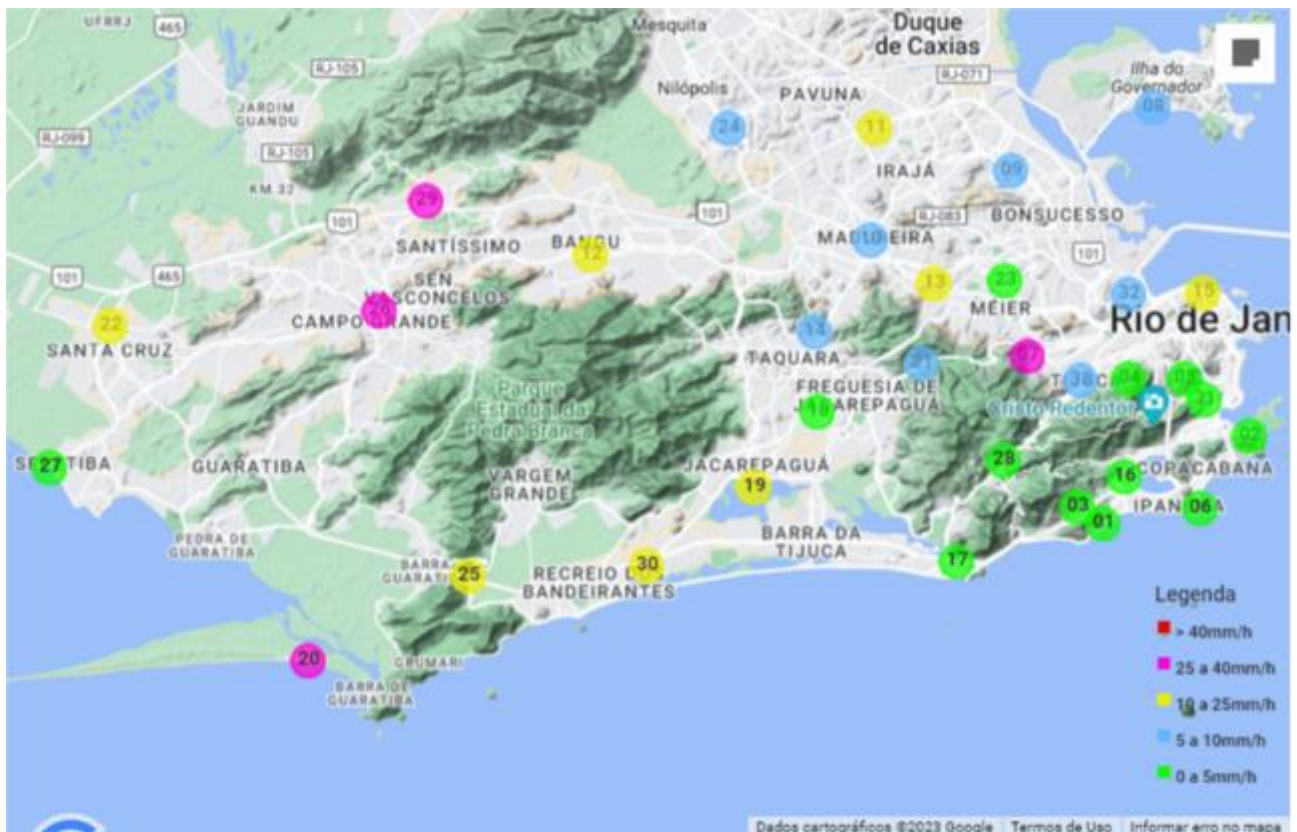 UFRRJ
465
Mesquita
Duque
de Caxias
RJ-105
RJ-071
Ilha do
Governador
Nilópolis
PAVUNA
08
JARDIM
GUANDU
24
11
RJ-099
RJ-105
IRAJÁ
09
KM 32
29
101
101
RJ-083
BONSUCESSO
SANTÍSSIMO
BANGU
12
MADUREIRA
10
101
101
465
SEN
VASCONCELOS
13
23
MÉIER
32
15
26
CAMPO GRANDE
22
SANTA CRUZ
14
TAQUARA
Rio de Jan
07
21
38
04
Parque
Estadual da
Pedra Branca
FREGUESIA DE
JACAREPAGUÁ
18
Cristo Redentor
31
02
27
GUARATIBA
JACAREPAGUÁ
28
COPACABANA
VARGEM
GRANDE
16
19
03
01
IPANEMA
06
PEDRA DE
GUARATIBA
BARRA DA
TIJUCA
17
BARRA
GUARATI
25
RECREIO DOS
BANDEIRANTES
30
20
GRUMARI
BARRA DE
GUARATIBA
Legenda
> 40mm/h
25 a 40mm/h
10 a 25mm/h
5 a 10mm/h
0 a 5mm/h
Dados cartográficos ©2023 Google
Termos de Uso
Informar erro no mapa